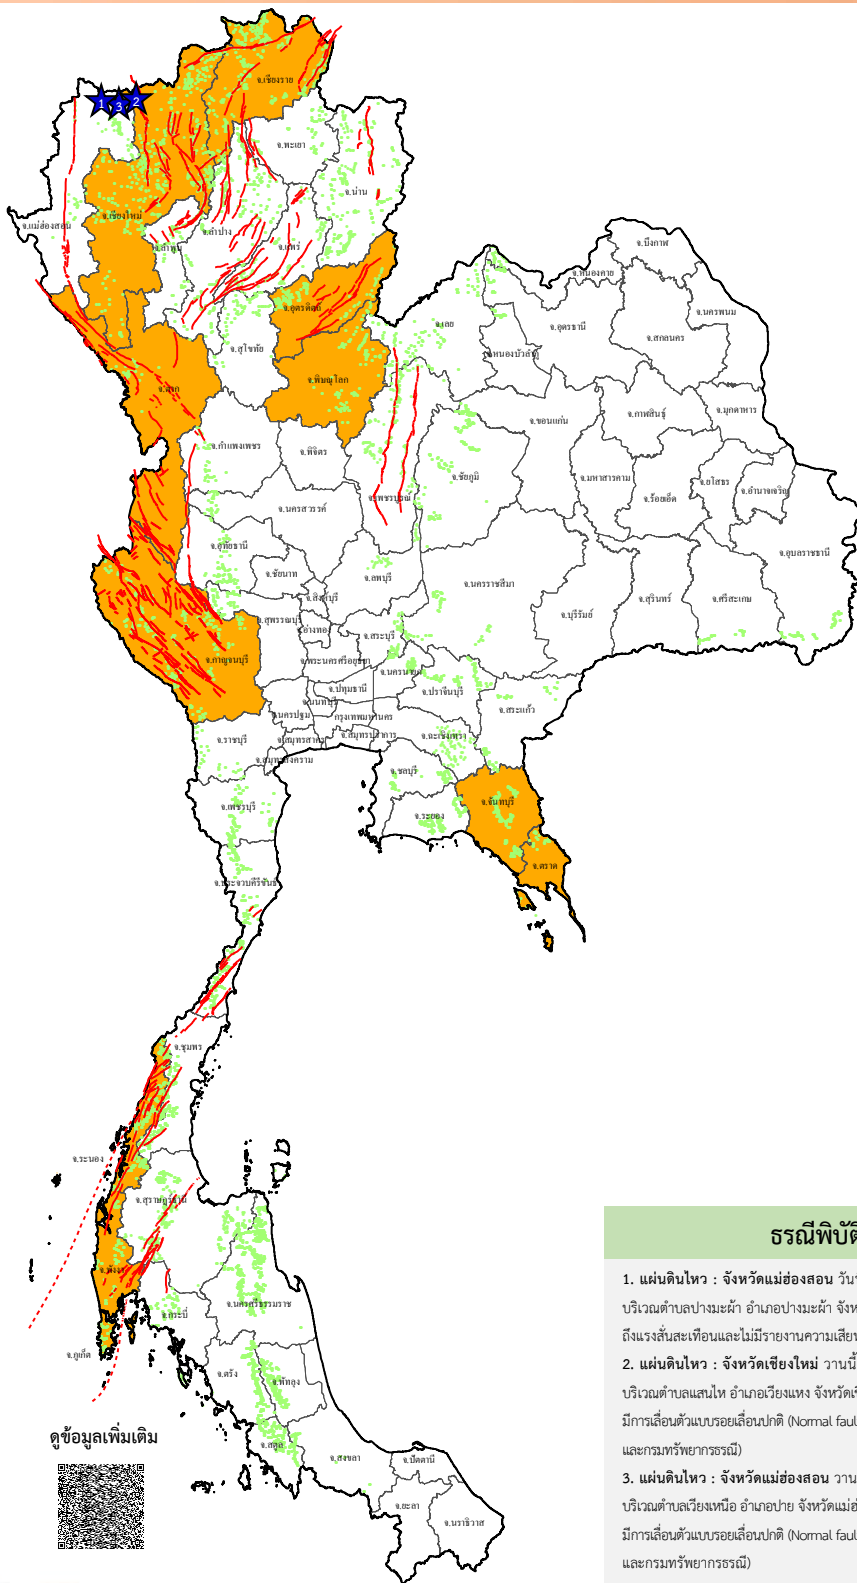 1
3
2
จ.เชียงราย
จ.พะเยา
จ.น่าน
จ.เชียงใหม่
จ.แม่ฮ่องสอน
จ.ลำปาง
จ.ลำพูน
จ.แพร่
จ.อุตรดิตถ์
จ.สุโขทัย
จ.พิษณุโลก
จ.ตาก
จ.เลย
จ.บึงกาฬ
จ.หนองคาย
จ.อุดรธานี
จ.นครพนม
จ.สกลนคร
จ.หนองบัวลำภู
จ.กำแพงเพชร
จ.พิจิตร
จ.ขอนแก่น
จ.กาฬสินธุ์
จ.มุกดาหาร
จ.เพชรบูรณ์
จ.ชัยภูมิ
จ.มหาสารคาม
จ.ร้อยเอ็ด
จ.ยโสธร
จ.อำนาจเจริญ
จ.นครสวรรค์
จ.อุทัยธานี
จ.ชัยนาท
จ.ลพบุรี
จ.นครราชสีมา
จ.อุบลราชธานี
จ.สิงห์บุรี
จ.บุรีรัมย์
จ.สุรินทร์
จ.ศรีสะเกษ
จ.สุพรรณบุรี
จ.อ่างทอง
จ.สระบุรี
จ.กาญจนบุรี
จ.พระนครศรีอยุธยา
จ.นครนายก
จ.ปราจีนบุรี
จ.ปทุมธานี
จ.นนทบุรี
จ.นครปฐม
กรุงเทพมหานคร
จ.สระแก้ว
จ.ราชบุรี
จ.สมุทรสาคร
จ.สมุทรปราการ
จ.ฉะเชิงเทรา
จ.สมุทรสงคราม
จ.ชลบุรี
จ.เพชรบุรี
จ.ระยอง
จ.จันทบุรี
จ.ตราด
จ.ประจวบคีรีขันธ์
จ.ชุมพร
จ.ระนอง
จ.สุราษฎร์ธานี
จ.พังงา
จ.นครศรีธรรมราช
จ.กระบี่
จ.ภูเก็ต
จ.ตรัง
จ.พัทลุง
จ.สตูล
จ.สงขลา
จ.ปัตตานี
จ.ยะลา
จ.นราธิวาส
ดูข้อมูลเพิ่มเติม
ธรณีพิบัติ
1. แผ่นดินไหว : จังหวัดแม่ฮ่องสอน
บริเวณตำบลปางมะผ้า อำเภอปางมะผ้า
ถึงแรงสั่นสะเทือนและไม่มีรายงานความเสียห
2. แผ่นดินไหว : จังหวัดเชียงใหม่ วานนี้
บริเวณตำบลแสนไห อำเภอเวียงแหง
มีการเลื่อนตัวแบบรอยเลื่อนปกติ (Normal faul
และกรมทรัพยากรธรณี)
3. แผ่นดินไหว : จังหวัดแม่ฮ่องสอน วาน
บริเวณตำบลเวียงเหนือ อำเภอปาย
มีการเลื่อนตัวแบบรอยเลื่อนปกติ (Normal faul
และกรมทรัพยากรธรณี)